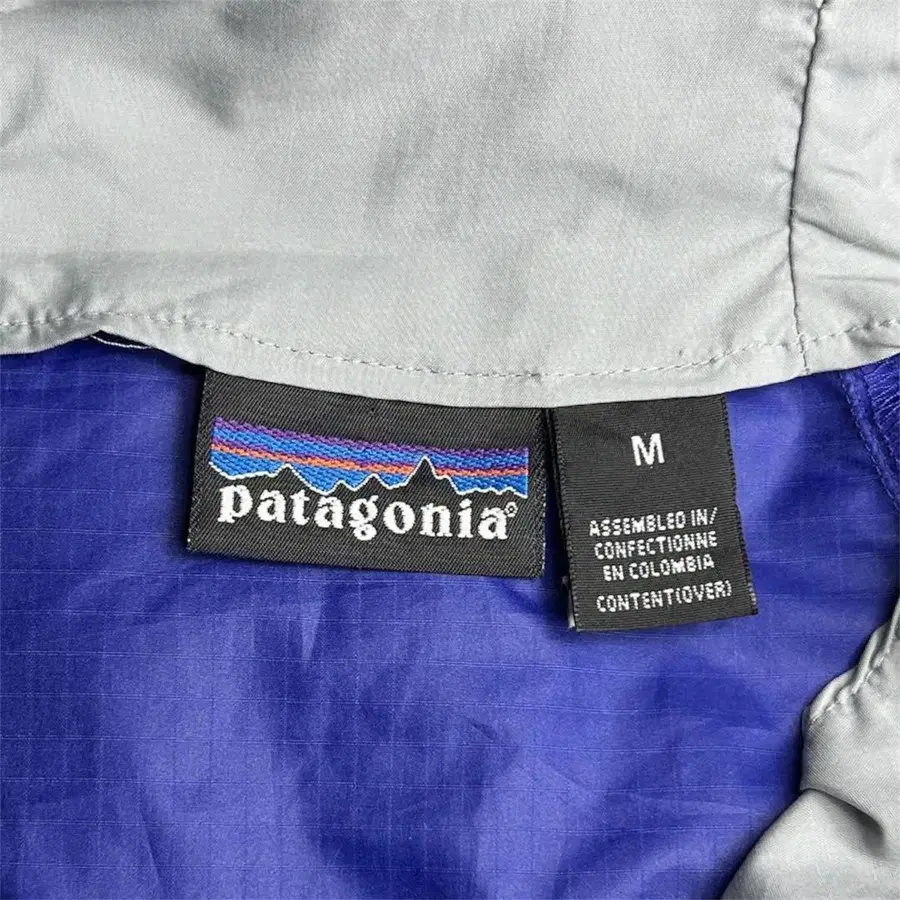 patagonia®
M
ASSEMBLED IN/
CONFECTIONNE
EN COLOMBIA
CONTENT(OVER)